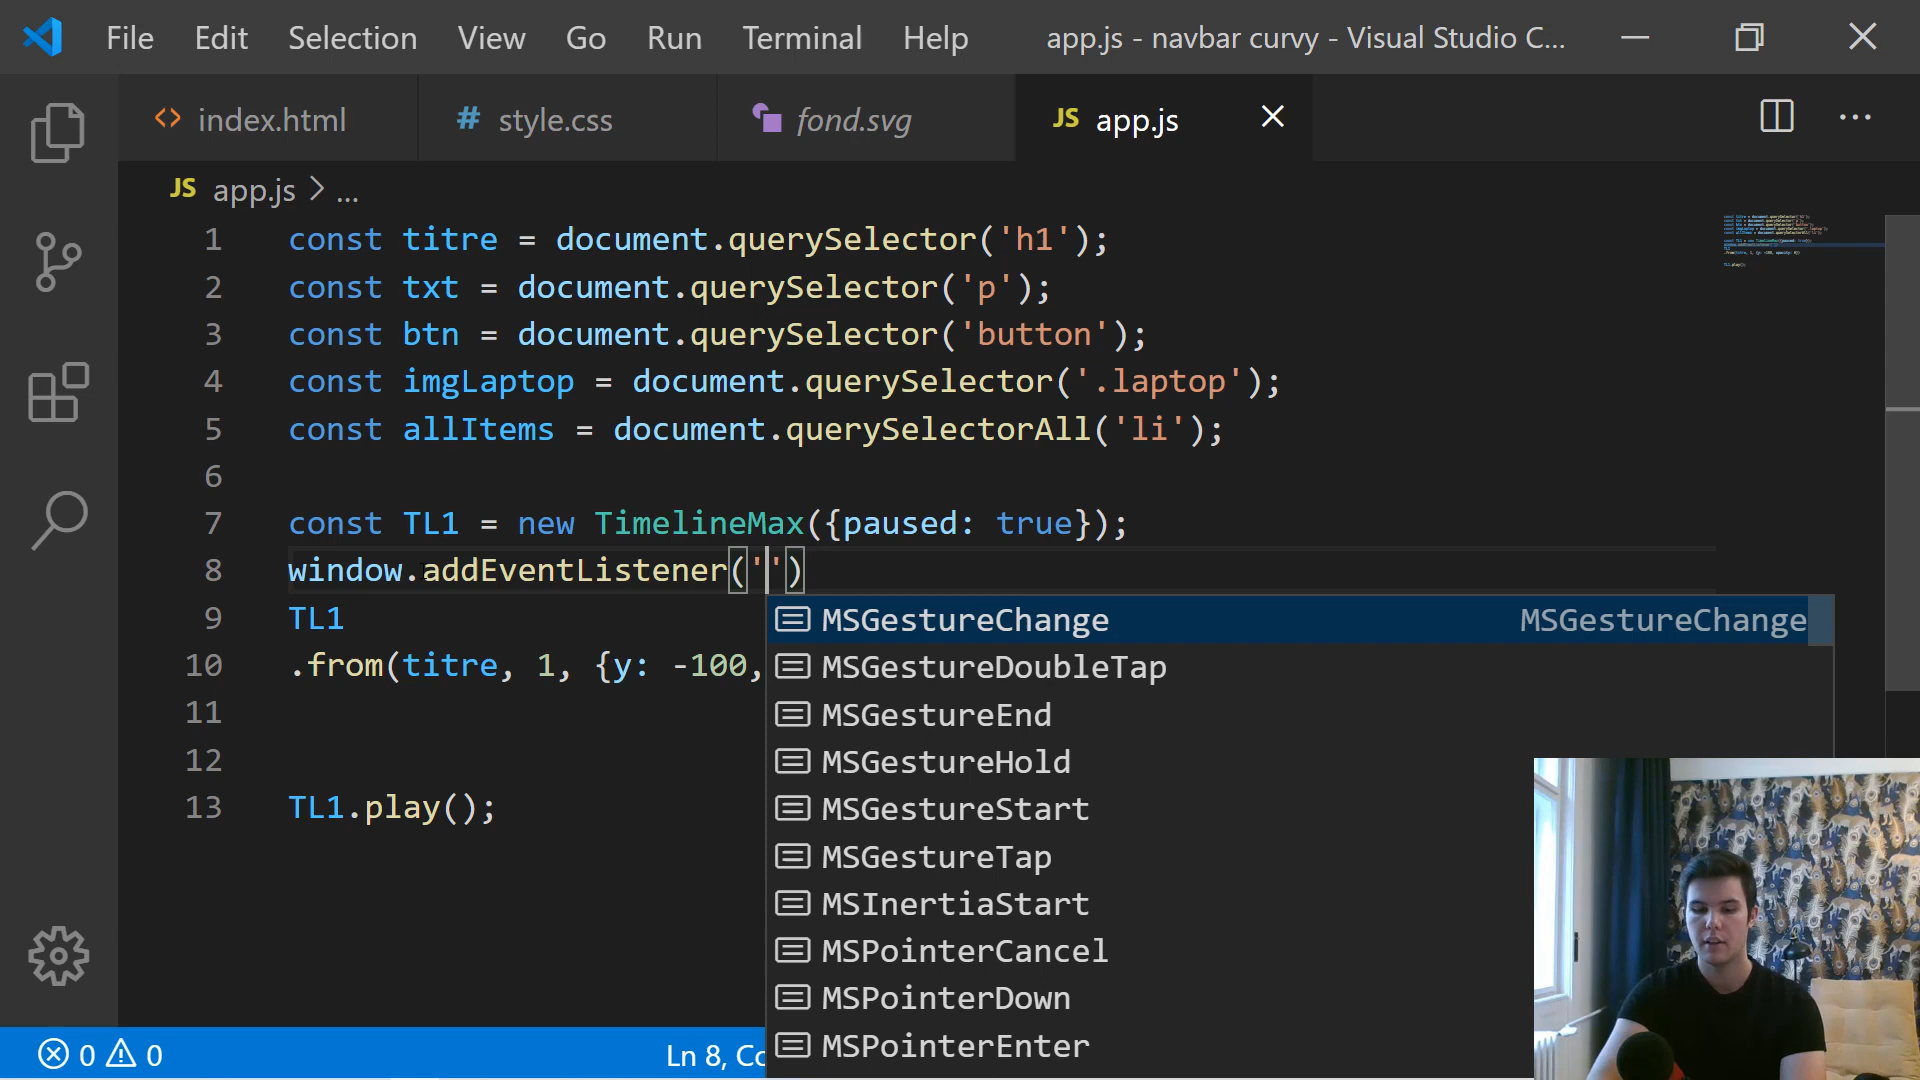 File Edit Selection View Go Run Terminal Help app.js - navbar curvy - Visual Studio C...
index.html # style.css fond.svg JS app.js
JS app.js > ...
1 const titre = document.querySelector('h1');
2 const txt = document.querySelector('p');
3 const btn = document.querySelector('button');
4 const imgLaptop = document.querySelector('.laptop');
5 const allItems = document.querySelectorAll('li');
6
7 const TL1 = new TimelineMax({paused: true});
8 window.addEventListener('')
9 TL1
10 .from(titre, 1, {y: -100,
11
12
13 TL1.play();
MSGestureChange MSGestureChange
MSGestureDoubleTap
MSGestureEnd
MSGestureHold
MSGestureStart
MSGestureTap
MSInertiaStart
MSPointerCancel
MSPointerDown
MSPointerEnter
0 0 Ln 8, Co